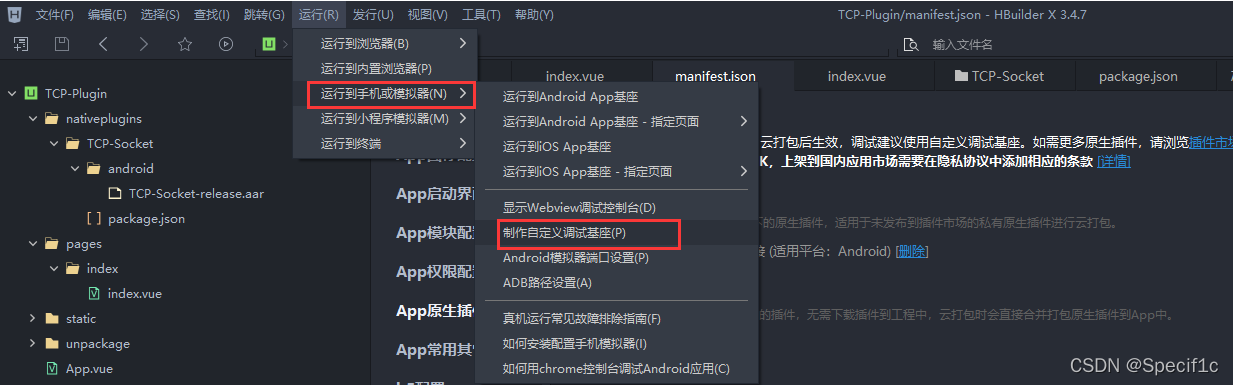 文件(F) 编辑(E) 选择(S) 查找(I) 跳转(G) 运行(R) 发行(U) 视图(V) 工具(T) 帮助(Y) TCP-Plugin/manifest.json - HBuilder X 3.4.7
输入文件名
运行到浏览器(B)
运行到内置浏览器(P)
运行到手机或模拟器(N)
运行到小程序模拟器(M)
运行到终端
index.vue manifest.json index.vue TCP-Socket package.json
运行到Android App基座
运行到Android App基座 - 指定页面
运行到iOS App基座
运行到iOS App基座 - 指定页面
显示Webview调试控制台(D)
制作自定义调试基座(P)
Android模拟器端口设置(P)
ADB路径设置(A)
真机运行常见故障排除指南(F)
如何安装配置手机模拟器(I)
如何用chrome控制台调试Android应用(C)
TCP-Plugin
nativeplugins
TCP-Socket
android
TCP-Socket-release.aar
package.json
pages
index
index.vue
static
unpackage
App.vue
App启动界
App模块配
App权限配
App原生插
App常用其
云打包后生效，调试建议使用自定义调试基座。如需更多原生插件，请浏览插件市场
K，上架到国内应用市场需要在隐私协议中添加相应的条款 [详情]
下的原生插件，适用于未发布到插件市场的私有原生插件进行云打包。
接 (适用平台：Android) [删除]
的插件，无需下载插件到工程中，云打包时会直接合并打包原生插件到App中。
CSDN @Specif1c